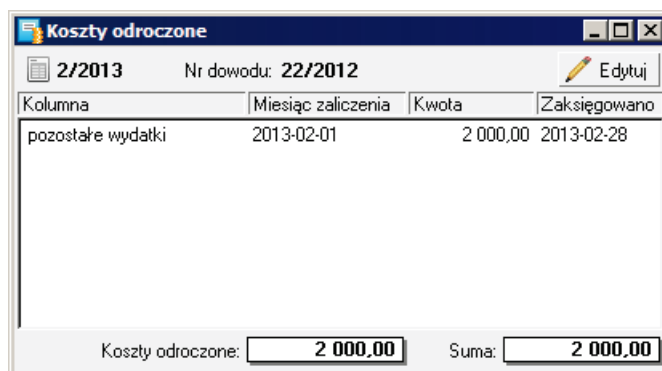 Koszty odroczone
2/2013 Nr dowodu: 22/2012 Edytuj
Kolumna Miesiąc zaliczenia Kwota Zaksięgowano
pozostałe wydatki 2013-02-01 2 000,00 2013-02-28
Koszty odroczone: 2 000,00 Suma: 2 000,00